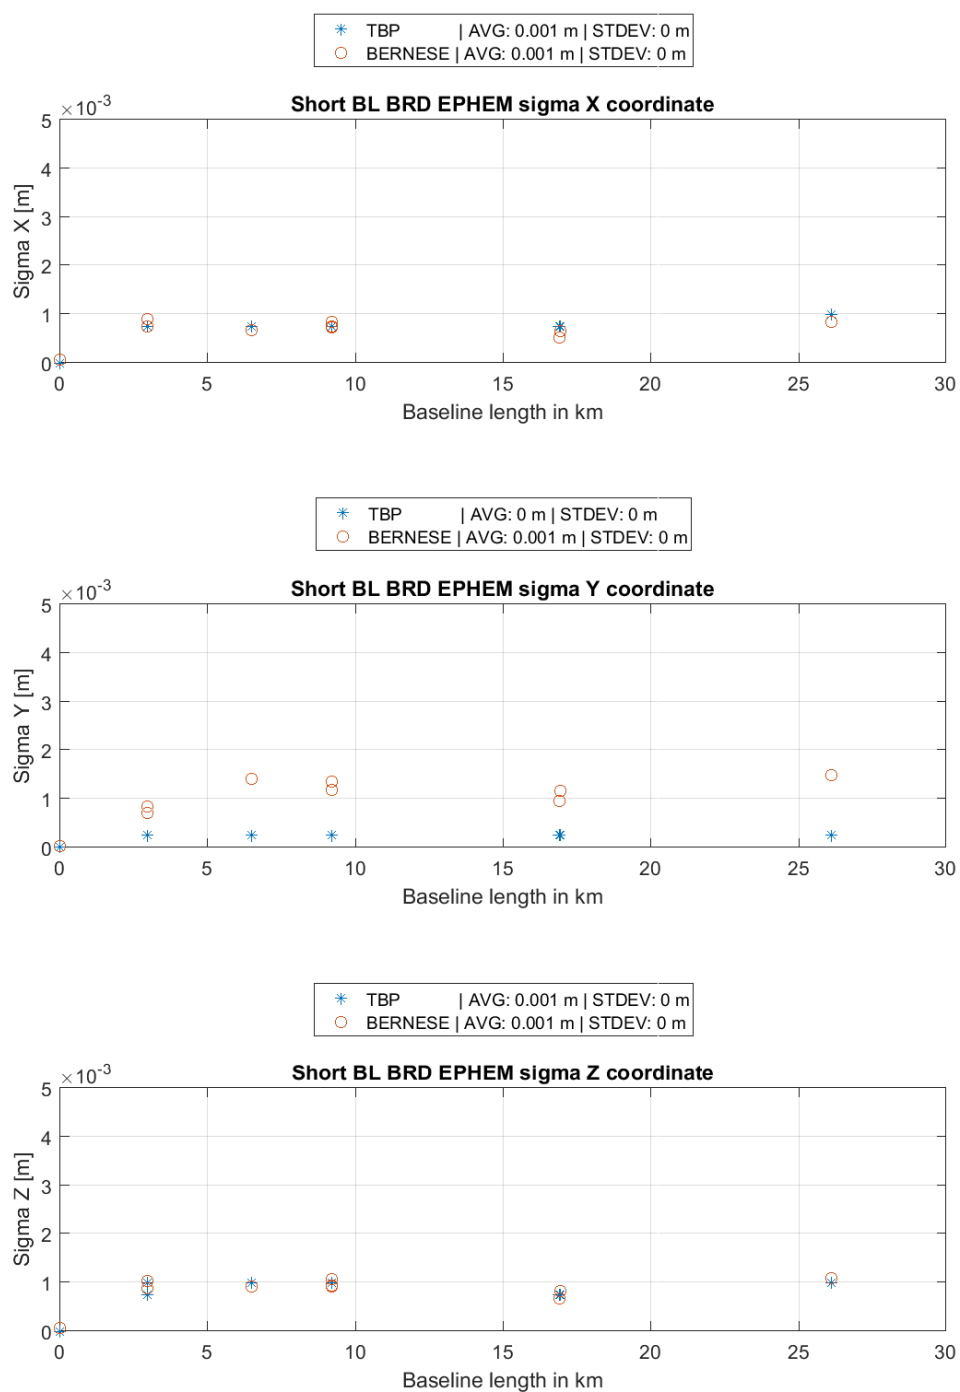 TBP | AVG: 0.001 m | STDEV: 0 m
BERNESE | AVG: 0.001 m | STDEV: 0 m
Short BL BRD EPHEM sigma X coordinate
×10-3
5
4
3
2
1
0
Sigma X [m]
0 5 10 15 20 25 30
Baseline length in km
TBP | AVG: 0 m | STDEV: 0 m
BERNESE | AVG: 0.001 m | STDEV: 0 m
Short BL BRD EPHEM sigma Y coordinate
×10-3
5
4
3
2
1
0
Sigma Y [m]
0 5 10 15 20 25 30
Baseline length in km
TBP | AVG: 0.001 m | STDEV: 0 m
BERNESE | AVG: 0.001 m | STDEV: 0 m
Short BL BRD EPHEM sigma Z coordinate
×10-3
5
4
3
2
1
0
Sigma Z [m]
0 5 10 15 20 25 30
Baseline length in km